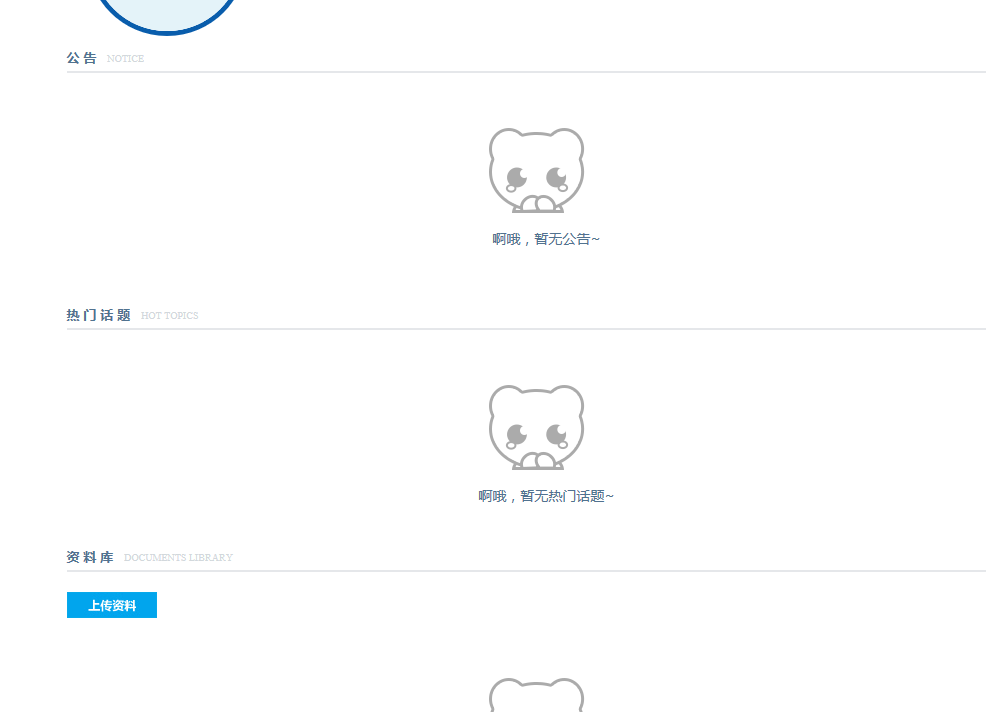 公告 NOTICE
啊哦，暂无公告~
热门话题 HOT TOPICS
啊哦，暂无热门话题~
资料库 DOCUMENTS LIBRARY
上传资料